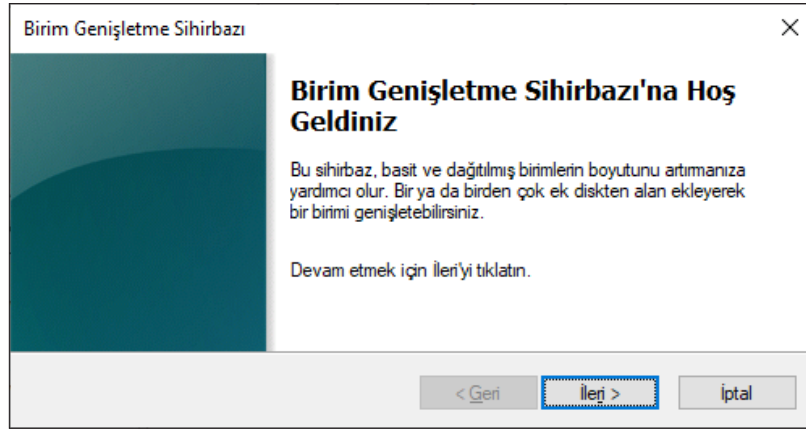 Birim Genişletme Sihirbazı
Birim Genişletme Sihirbazı'na Hoş
Geldiniz
Bu sihirbaz, basit ve dağıtılmış birimlerin boyutunu artırmanıza
yardımcı olur. Bir ya da birden çok ek diskten alan ekleyerek
bir birimi genişletebilirsiniz.
Devam etmek için İleri'yi tıklatın.
< Geri İleri > İptal